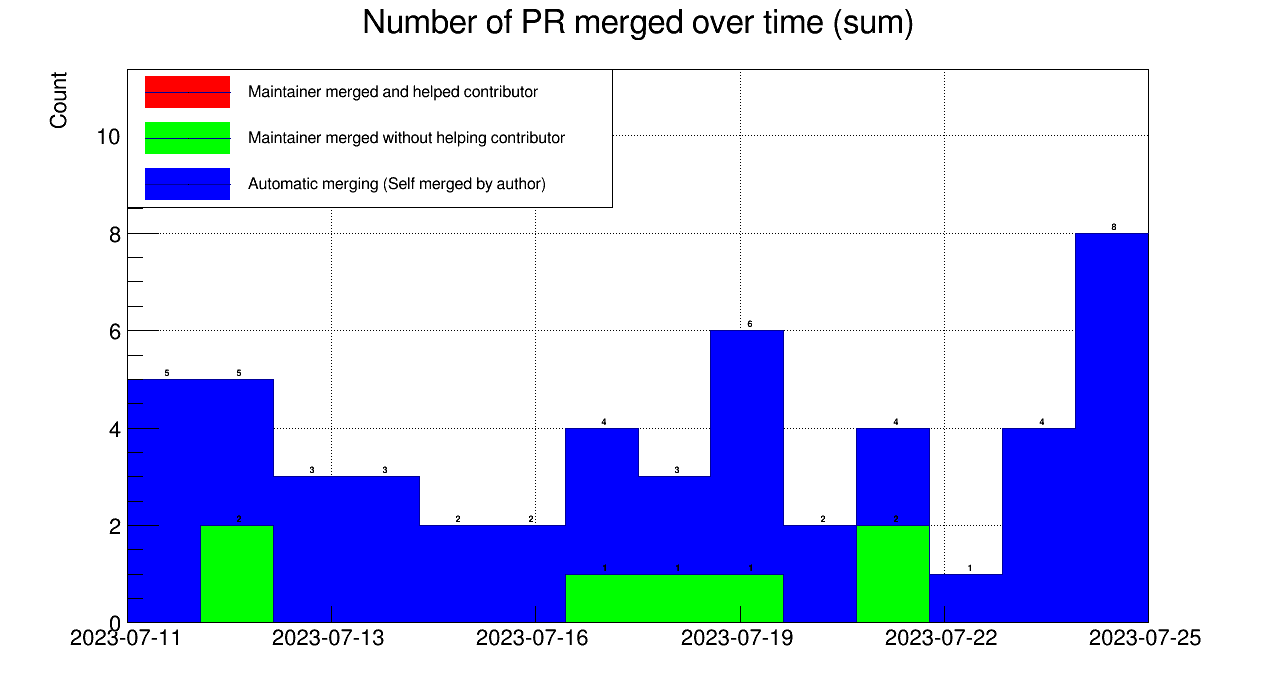 Number of PR merged over time (sum)
Count
Maintainer merged and helped contributor
Maintainer merged without helping contributor
Automatic merging (Self merged by author)
10
8
6
4
2
0
5 5 3 3 2 2 4 3 6 2 4 1 4 8
2 1 1 1 2
2023-07-11 2023-07-13 2023-07-16 2023-07-19 2023-07-22 2023-07-25